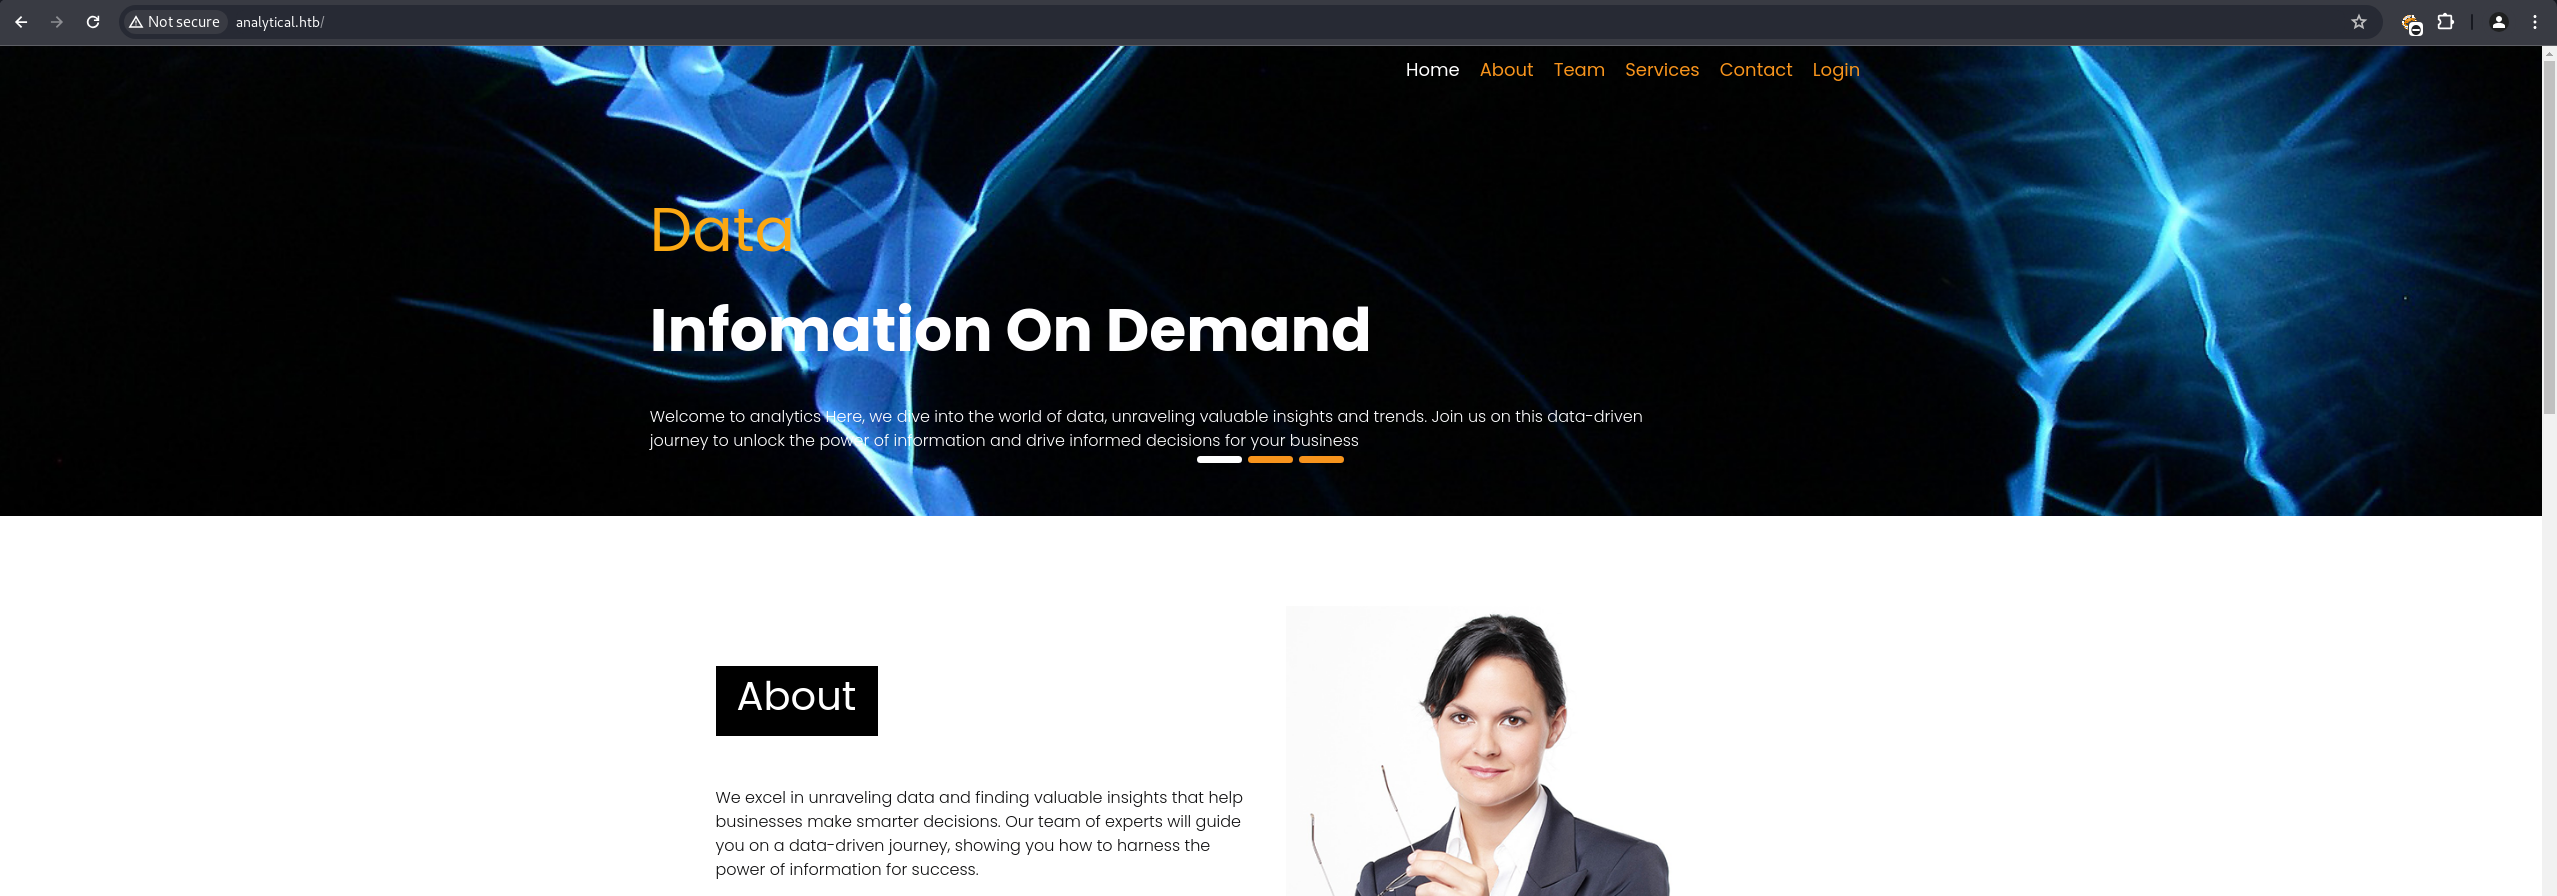 Not secure analytical.htb/
Home About Team Services Contact Login
Data
Infomation On Demand
Welcome to analytics Here, we dive into the world of data, unraveling valuable insights and trends. Join us on this data-driven
journey to unlock the power of information and drive informed decisions for your business
About
We excel in unraveling data and finding valuable insights that help
businesses make smarter decisions. Our team of experts will guide
you on a data-driven journey, showing you how to harness the
power of information for success.